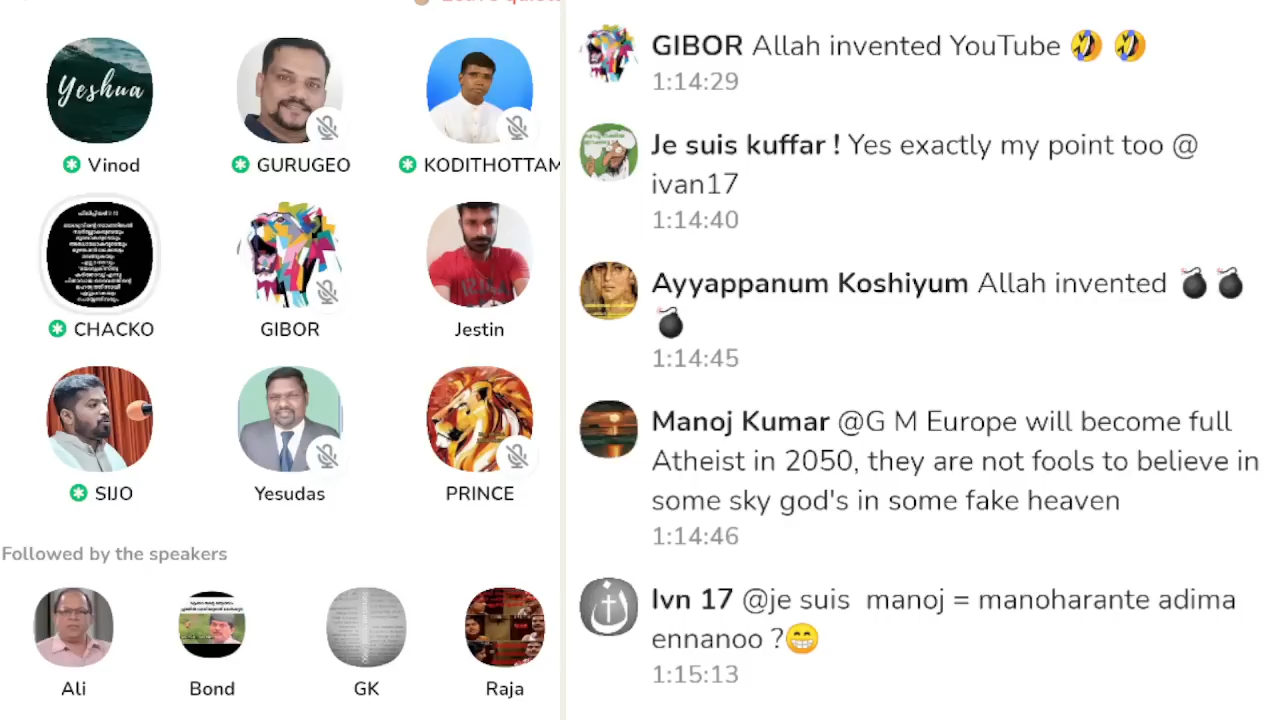 Yeshua
Vinod
GURUGEO
KODITHOTTAM
CHACKO
GIBOR
Jestin
SIJO
Yesudas
PRINCE
Followed by the speakers
Ali
Bond
GK
Raja
GIBOR Allah invented YouTube 🤣 🤣
1:14:29
Je suis kuffar ! Yes exactly my point too @
ivan17
1:14:40
Ayyappanum Koshiyum Allah invented 💣💣
💣
1:14:45
Manoj Kumar @G M Europe will become full
Atheist in 2050, they are not fools to believe in
some sky god's in some fake heaven
1:14:46
Ivn 17 @je suis  manoj = manoharante adima
ennanoo ?😁
1:15:13